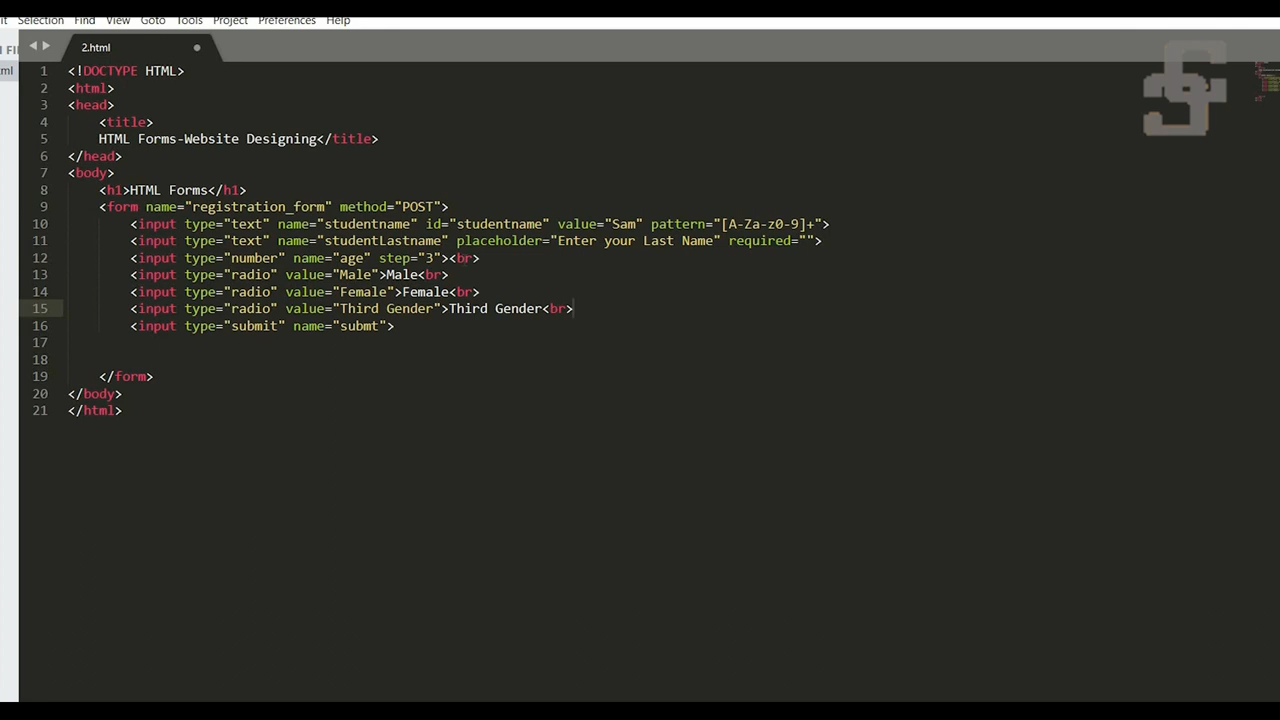 it Selection Find View Goto Tools Project Preferences Help
2.html
1 <!DOCTYPE HTML>
2 <html>
3 <head>
4 <title>
5 HTML Forms-Website Designing</title>
6 </head>
7 <body>
8 <h1>HTML Forms</h1>
9 <form name="registration_form" method="POST">
10 <input type="text" name="studentname" id="studentname" value="Sam" pattern="[A-Za-z0-9]+">
11 <input type="text" name="studentLastname" placeholder="Enter your Last Name" required="">
12 <input type="number" name="age" step="3"><br>
13 <input type="radio" value="Male">Male<br>
14 <input type="radio" value="Female">Female<br>
15 <input type="radio" value="Third Gender">Third Gender<br>
16 <input type="submit" name="submt">
17
18
19 </form>
20 </body>
21 </html>